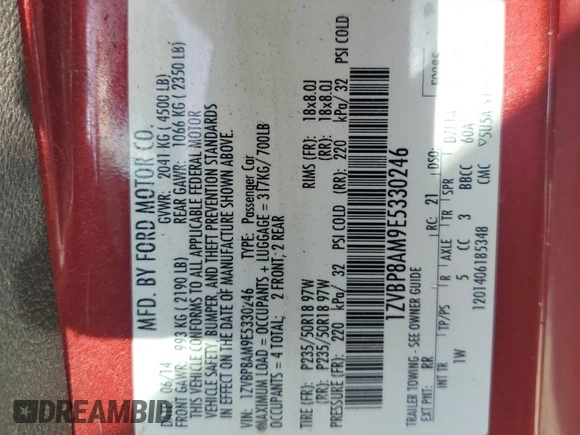 MFD. BY FORD MOTOR CO.
DATE: 06/14 GVWR: 2041 KG ( 4500 LB)
FRONT GAWR: 993 KG ( 2190 LB) REAR GAWR: 1066 KG ( 2350 LB)
THIS VEHICLE CONFORMS TO ALL APPLICABLE FEDERAL MOTOR
VEHICLE SAFETY, BUMPER, AND THEFT PREVENTION STANDARDS
IN EFFECT ON THE DATE OF MANUFACTURE SHOWN ABOVE.
VIN: 1ZVBP8AM9E5330246 TYPE: Passenger Car
MAXIMUM LOAD = OCCUPANTS + LUGGAGE = 317KG/ 700LB
OCCUPANTS = 4 TOTAL; 2 FRONT; 2 REAR
TIRE (FR): P235/50R18 97W RIMS (FR): 18x8.0J
(RR): P235/50R18 97W (RR): 18x8.0J
PRESSURE (FR): 220 kPa/ 32 PSI COLD (RR): 220 kPa/ 32 PSI COLD
1ZVBP8AM9E5330246
TRAILER TOWING - SEE OWNER GUIDE
EXT PNT: RR RC: 21 DSO:
INT TR TP/PS R AXLE TR SPR
1W 5 CC 3 BBCC 60A
1201406185348 CMC
© DREAMBID DREAMBID.COM